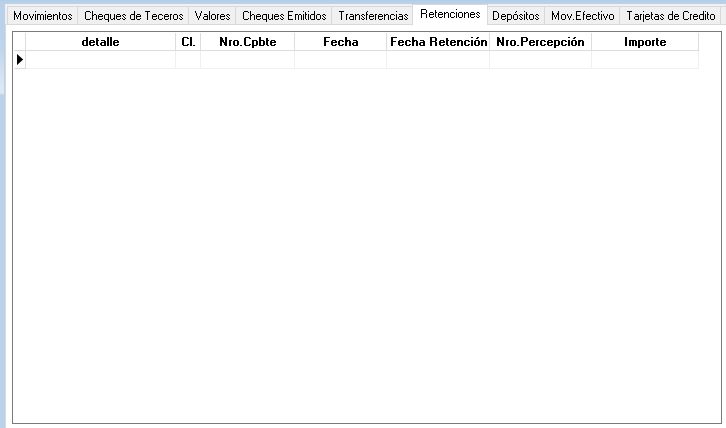 Movimientos Cheques de Teceros Valores Cheques Emitidos Transferencias Retenciones Depósitos Mov.Efectivo Tarjetas de Credito
detalle Cl. Nro.Cpbte Fecha Fecha Retención Nro.Percepción Importe